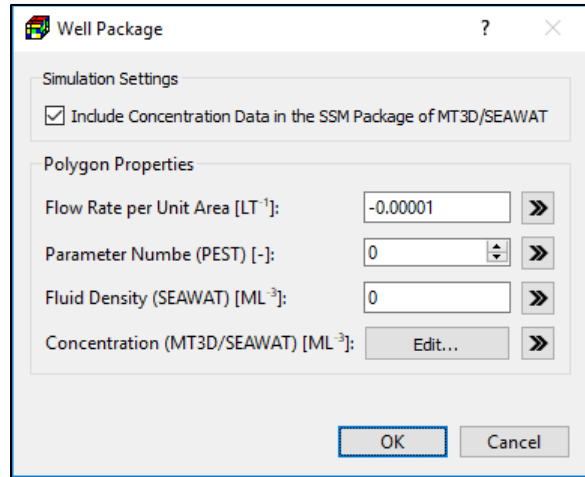 Well Package
?
Simulation Settings
Include Concentration Data in the SSM Package of MT3D/SEAWAT
Polygon Properties
Flow Rate per Unit Area [LT⁻¹]: -0.00001
Parameter Numbe (PEST) [-]: 0
Fluid Density (SEAWAT) [ML⁻³]: 0
Concentration (MT3D/SEAWAT) [ML⁻³]: Edit...
OK Cancel